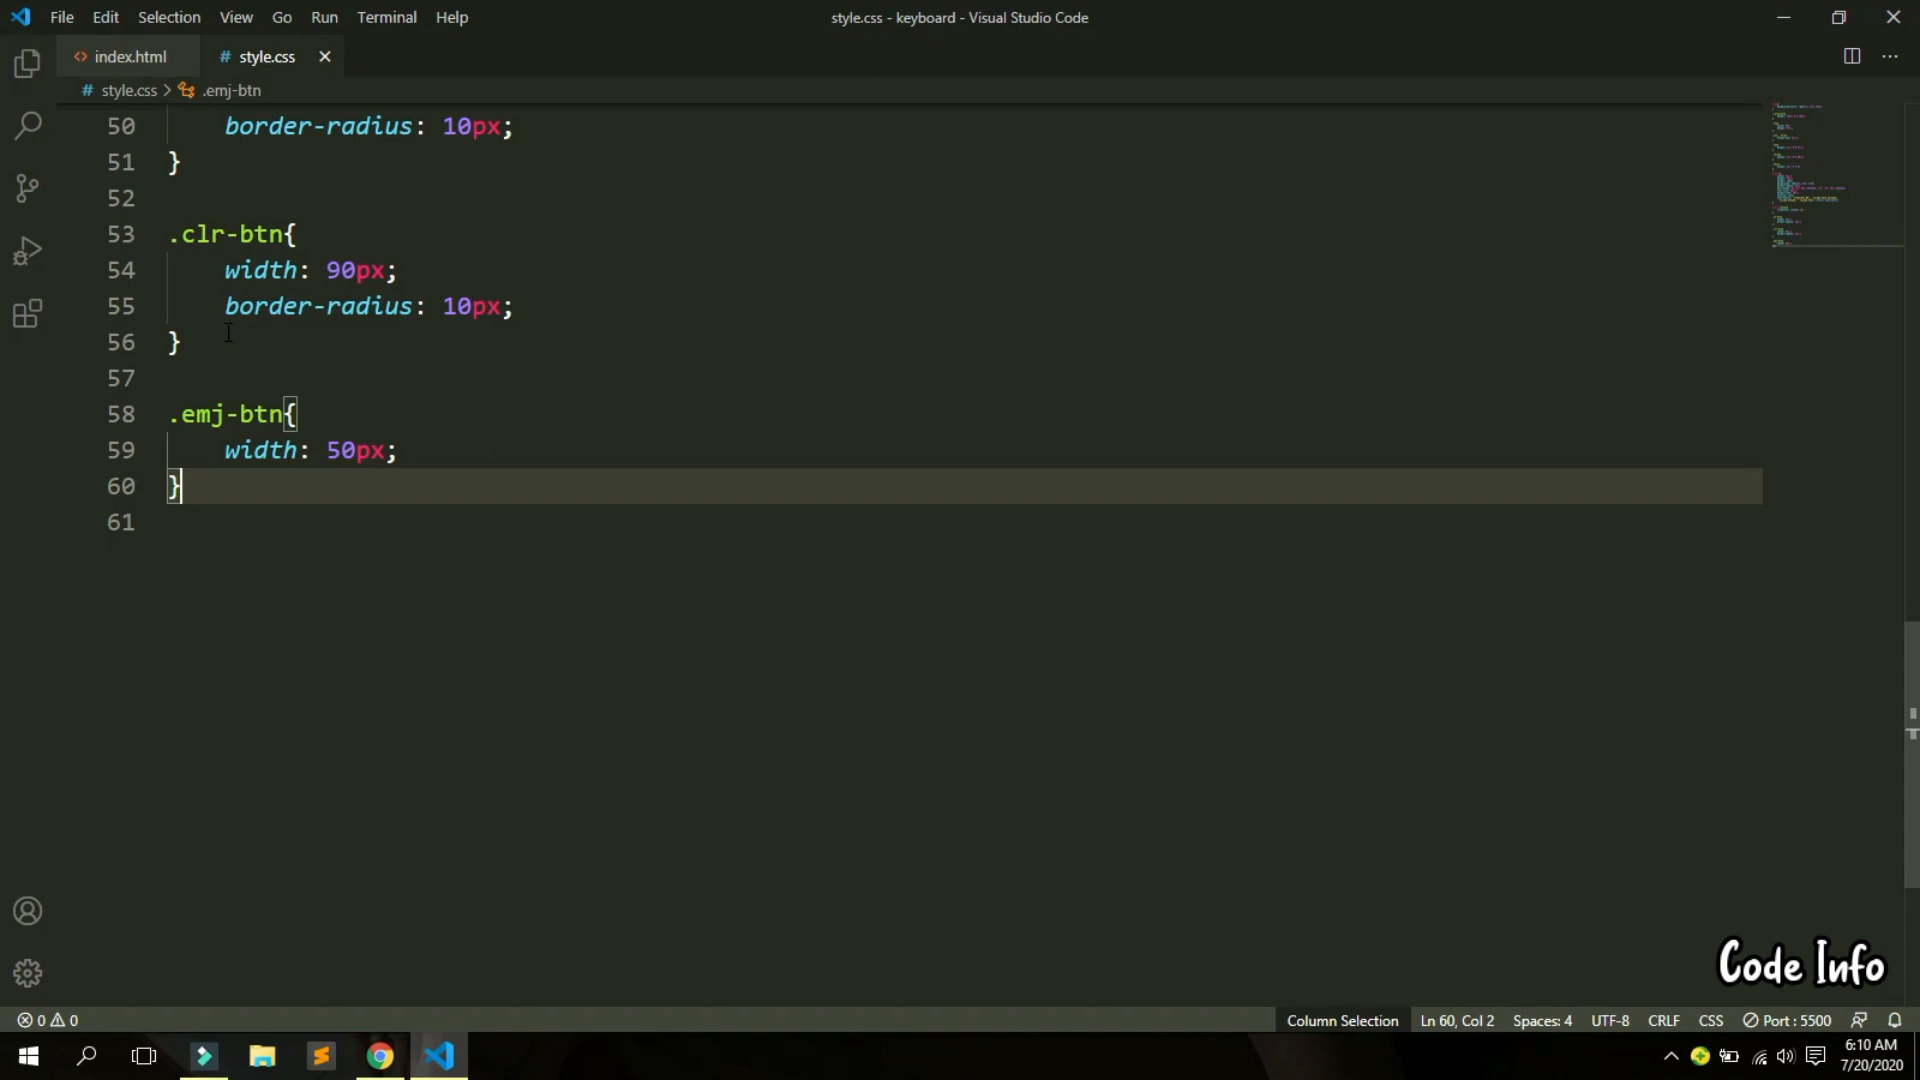 File Edit Selection View Go Run Terminal Help
style.css - keyboard - Visual Studio Code
index.html
# style.css
# style.css > .emj-btn
50 border-radius: 10px;
51 }
52
53 .clr-btn{
54 width: 90px;
55 border-radius: 10px;
56 }
57
58 .emj-btn{
59 width: 50px;
60 }
61
Code Info
0 0
Column Selection Ln 60, Col 2 Spaces: 4 UTF-8 CRLF CSS Port : 5500
6:10 AM
7/20/2020